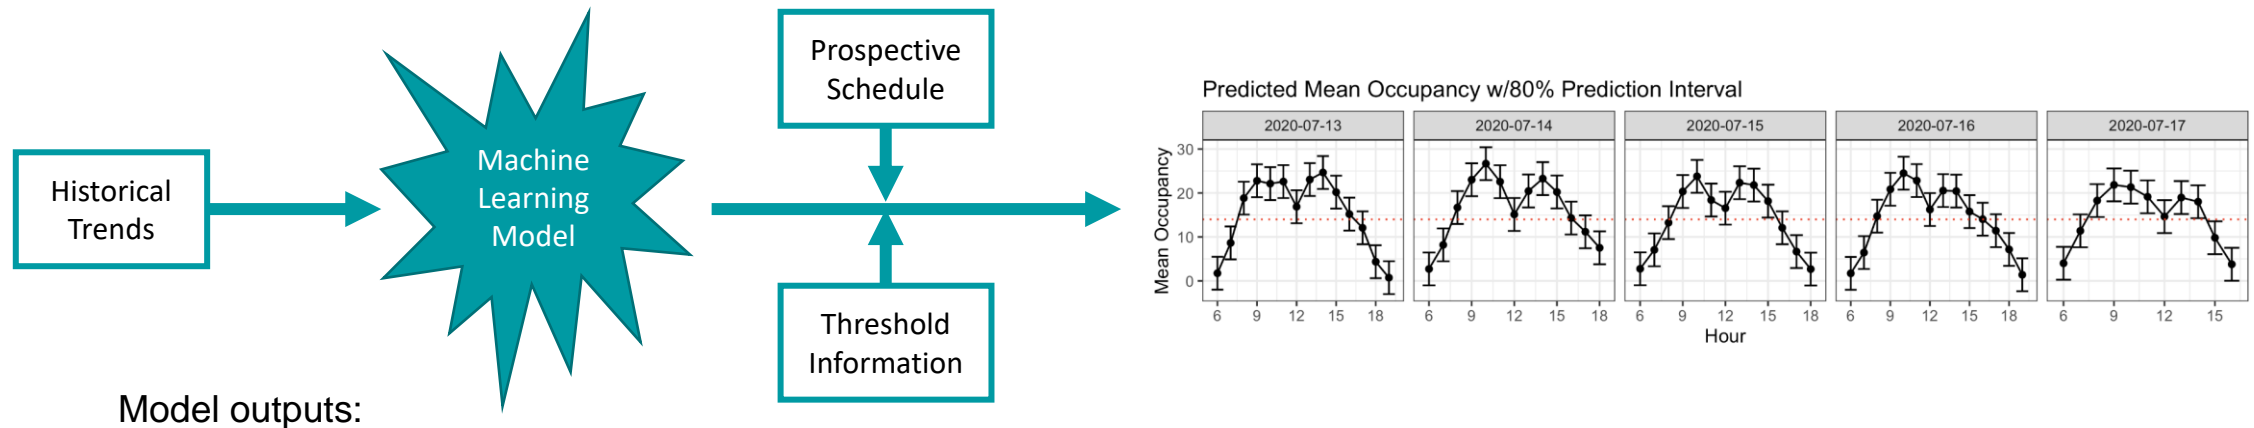 Historical
Trends
Machine
Learning
Model
Prospective
Schedule
Threshold
Information
Predicted Mean Occupancy w/80% Prediction Interval
2020-07-13 2020-07-14 2020-07-15 2020-07-16 2020-07-17
Mean Occupancy
30
20
10
0
6 9 12 15 18 6 9 12 15 18 6 9 12 15 18 6 9 12 15 18 6 9 12 15
Hour
Model outputs: